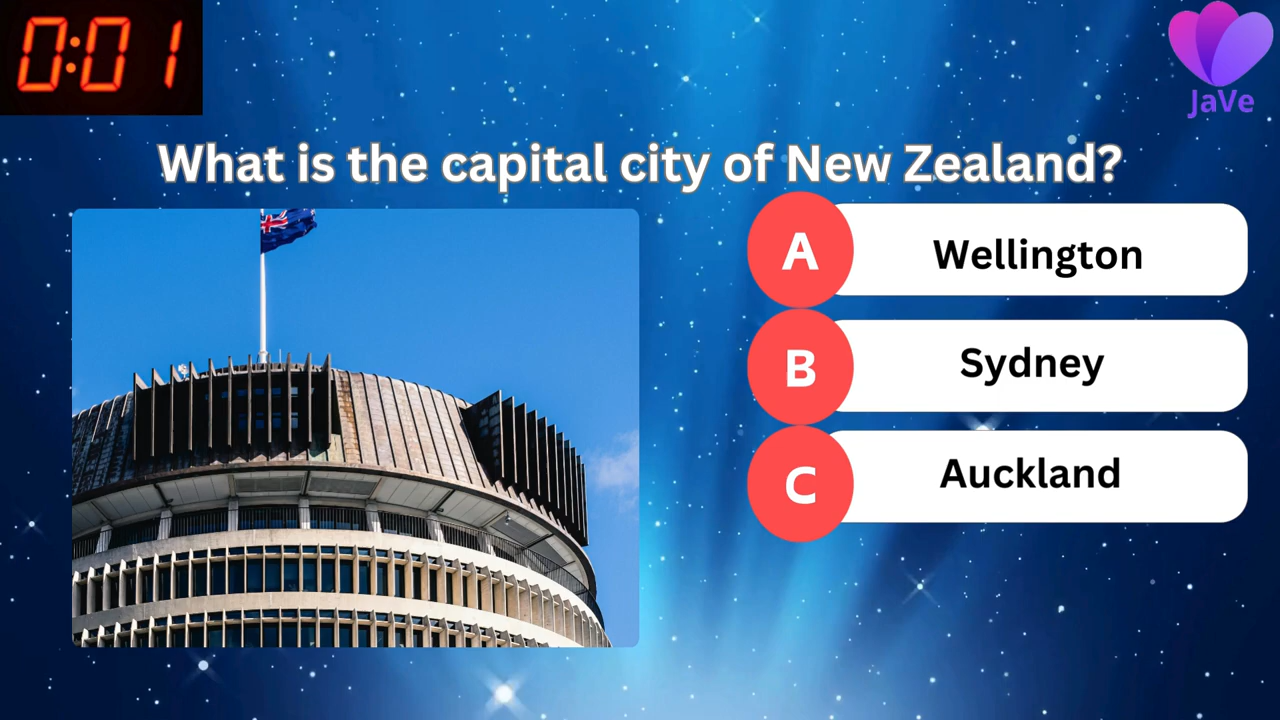 0:01
JaVe
What is the capital city of New Zealand?
A Wellington
B Sydney
C Auckland